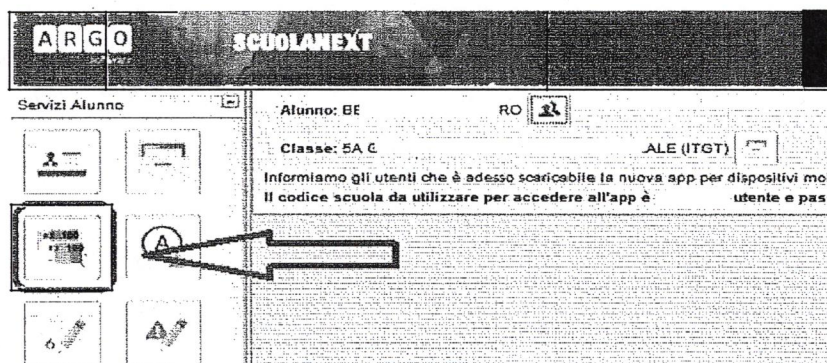 ARGO
SCUOLANEXT
Servizi Alunno
Alunno: BE RO
Classe: 5A .ALE (ITGT)
Informiamo gli utenti che è adesso scaricabile la nuova app per dispositivi mo
Il codice scuola da utilizzare per accedere all'app è utente e pas
A